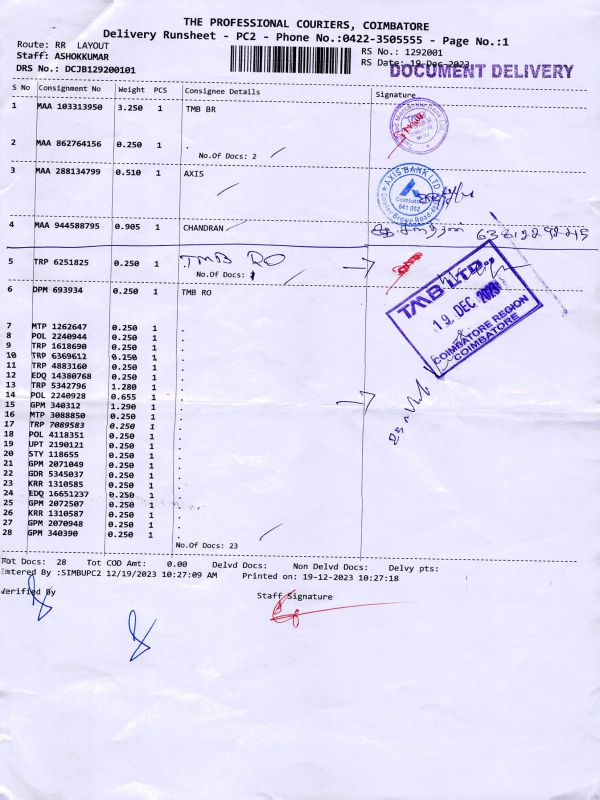 THE PROFESSIONAL COURIERS, COIMBATORE
Delivery Runsheet - PC2 - Phone No.:0422-3505555 - Page No.:1
Route: RR LAYOUT
Staff: ASHOKKUMAR
DRS No.: DCJB129200101
RS No.: 1292001
RS Date: 19-Dec-2023
DOCUMENT DELIVERY
S No Consignment No Weight PCS Consignee Details Signature
1 MAA 103313950 3.250 1 TMB BR
2 MAA 862764156 0.250 1 .
No.Of Docs: 2
3 MAA 288134799 0.510 1 AXIS
AXIS BANK LTD
Coimbatore
641 002
4 MAA 944588795 0.905 1 CHANDRAN
5 TRP 6251825 0.250 1 TMB RO
No.Of Docs:
6 DPM 693934 0.250 1 TMB RO
TMB LTD.,
19 DEC 2023
COIMBATORE REGION
COIMBATORE
7 MTP 1262647 0.250 1 .
8 POL 2240944 0.250 1 .
9 TRP 1618690 0.250 1 .
10 TRP 6369612 0.250 1 .
11 TRP 4883160 0.250 1 .
12 EDQ 14380768 0.250 1 .
13 TRP 5342796 1.280 1 .
14 POL 2240928 0.655 1 .
15 GPM 340312 1.290 1 .
16 MTP 3088850 0.250 1 .
17 TRP 7089583 0.250 1 .
18 POL 4118351 0.250 1 .
19 UPT 2190121 0.250 1 .
20 STY 118655 0.250 1 .
21 GPM 2071049 0.250 1 .
22 GDR 5345037 0.250 1 .
23 KRR 1310585 0.250 1 .
24 EDQ 16651237 0.250 1 .
25 GPM 2072507 0.250 1 .
26 KRR 1310587 0.250 1 .
27 GPM 2070948 0.250 1 .
28 GPM 340390 0.250 1 .
No.Of Docs: 23
Tot Docs: 28 Tot COD Amt: 0.00 Delvd Docs: Non Delvd Docs: Delvy pts:
Entered By :SIMBUPC2 12/19/2023 10:27:09 AM Printed on: 19-12-2023 10:27:18
Verified By Staff Signature